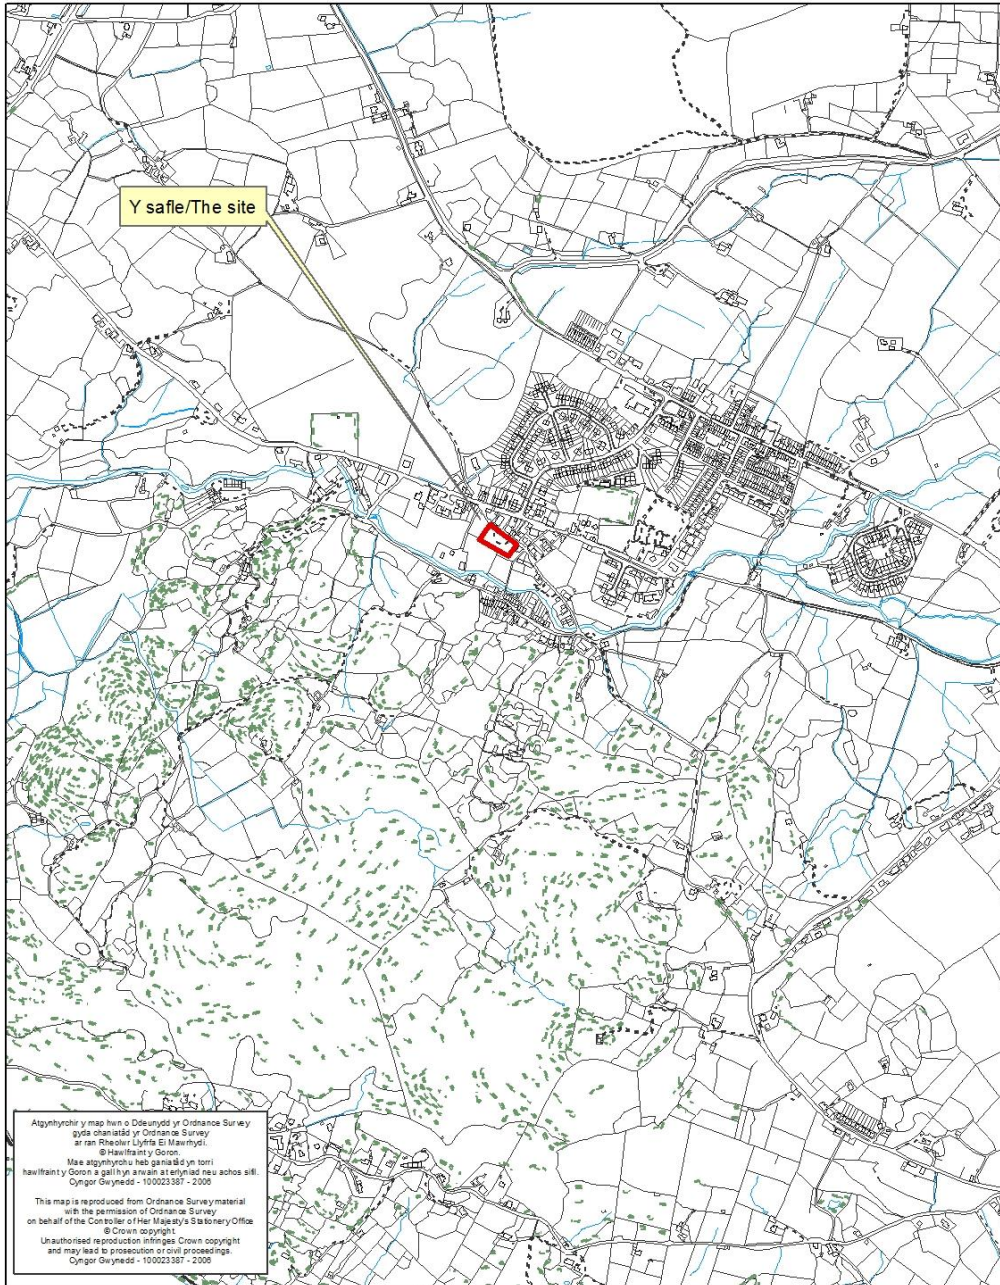 Y safle/The site
Atgynhyrchir y map hwn o Ddeunydd yr Ordnance Survey
gyda chaniatâd yr Ordnance Survey
ar ran Rheolwr Llyfrfa Ei Mawrhydi.
© Hawlfraint y Goron.
Mae atgynhyrchu heb ganiatâd yn torri
hawlfraint y Goron a gall hyn arwain at erlyniad neu achos sifil.
Cyngor Gwynedd - 100023387 - 2006
This map is reproduced from Ordnance Survey material
with the permission of Ordnance Survey
on behalf of the Controller of Her Majesty's Stationery Office
© Crown copyright.
Unauthorised reproduction infringes Crown copyright
and may lead to prosecution or civil proceedings.
Cyngor Gwynedd - 100023387 - 2006